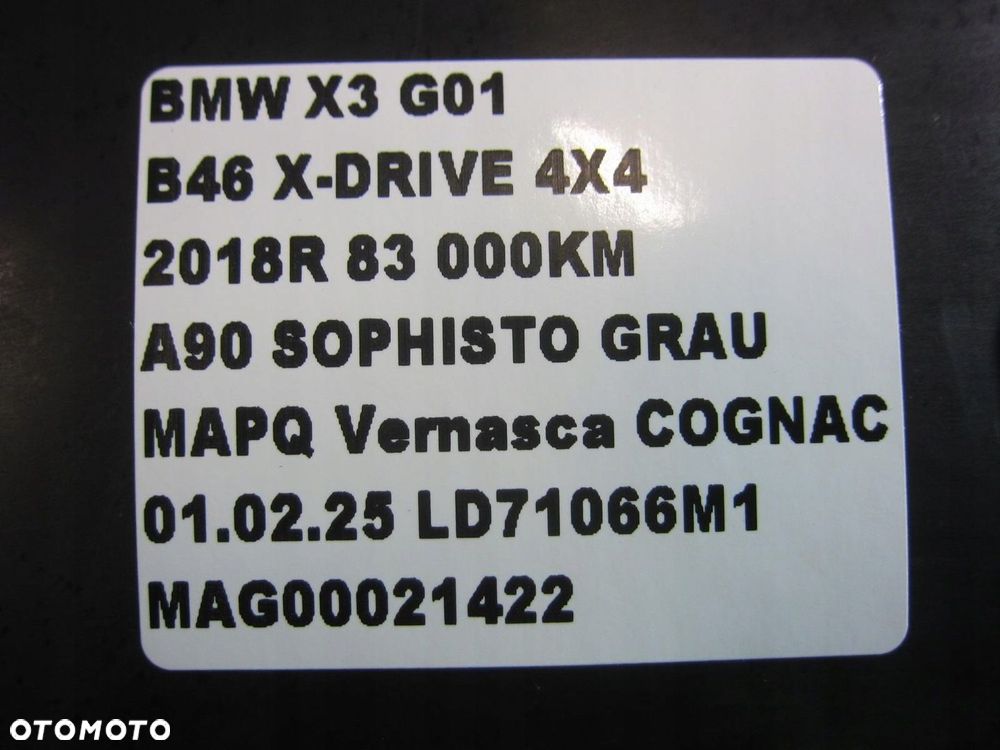 BMW X3 G01
B46 X-DRIVE 4X4
2018R 83 000KM
A90 SOPHISTO GRAU
MAPQ Vernasca COGNAC
01.02.25 LD71066M1
MAG00021422
OTOMOTO